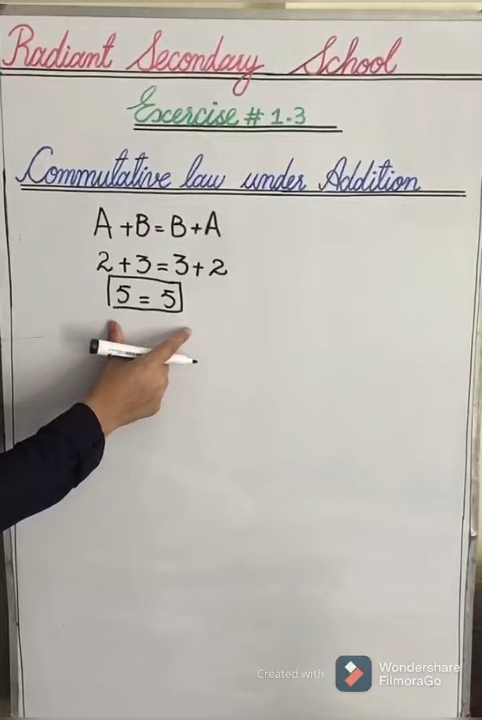 Radiant Secondary School
Excercise # 1.3
Commutative law under Addition
A + B = B + A
2 + 3 = 3 + 2
5 = 5
Created with Wondershare FilmoraGo